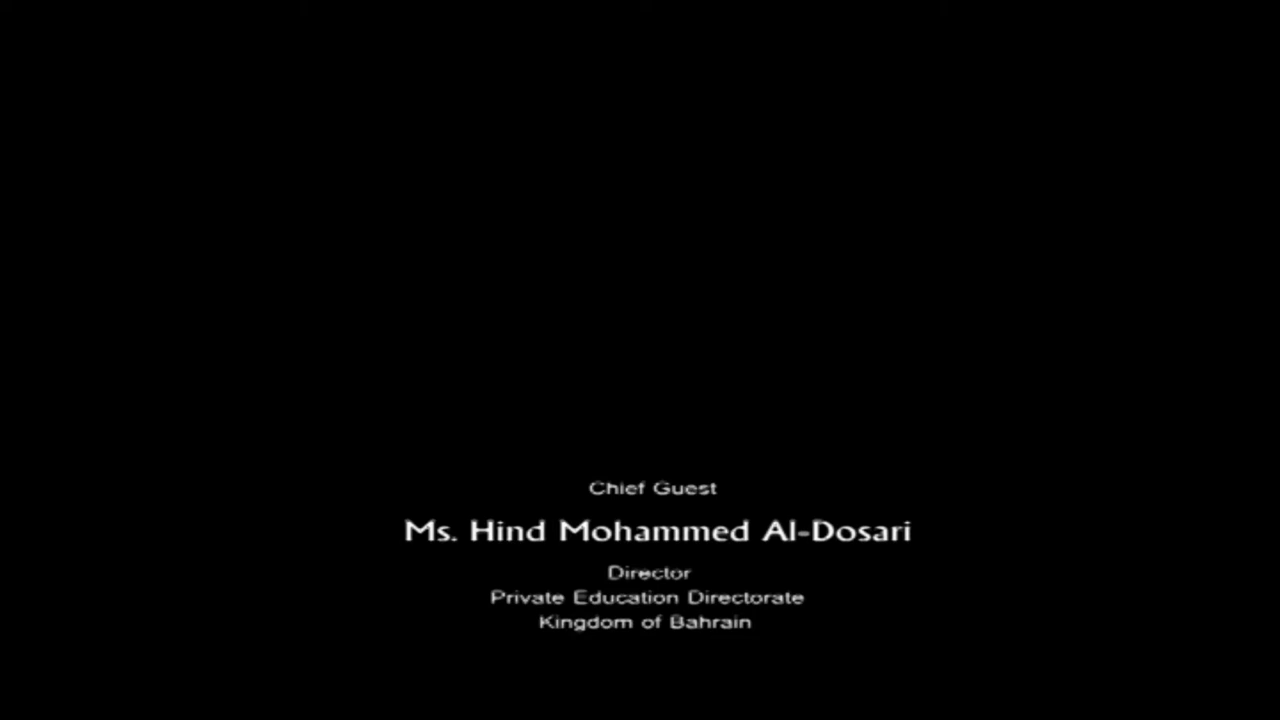 Chief Guest
Ms. Hind Mohammed Al-Dosari
Director
Private Education Directorate
Kingdom of Bahrain